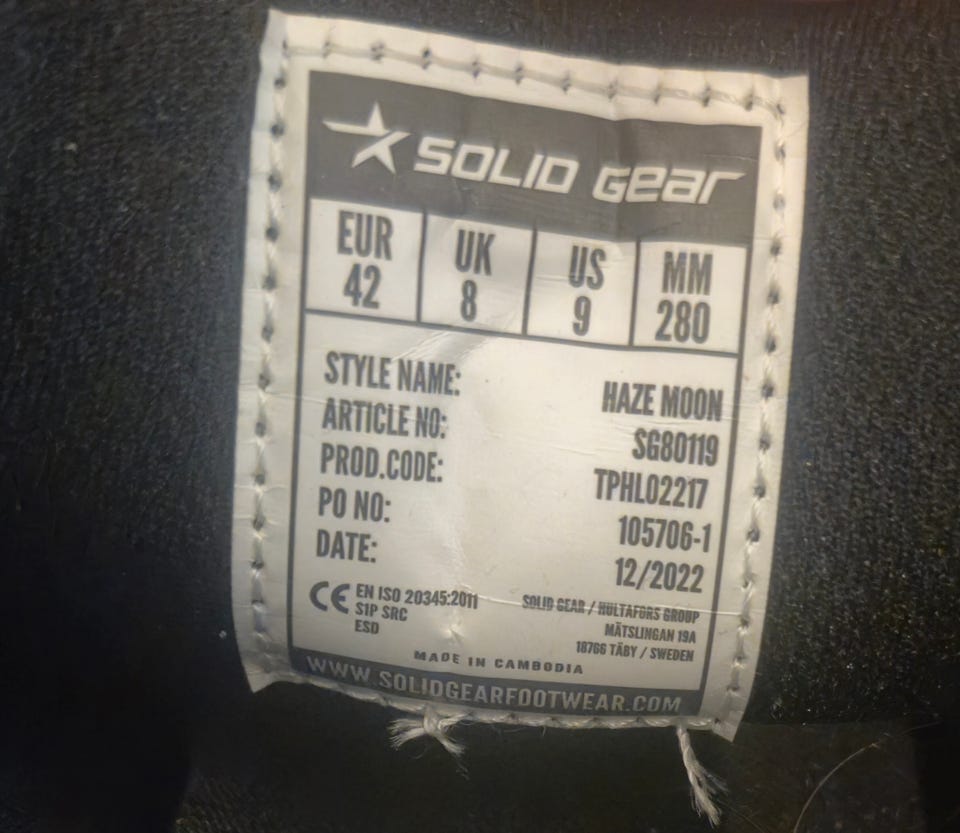 SOLID GEAR
EUR UK US MM
42 8 9 280
STYLE NAME: HAZE MOON
ARTICLE NO: SG80119
PROD.CODE: TPHL02217
PO NO: 105706-1
DATE: 12/2022
CE EN ISO 20345:2011
S1P SRC
ESD
SOLID GEAR / HULTAFORS GROUP
MÄTSLINGAN 19A
18766 TÄBY / SWEDEN
MADE IN CAMBODIA
WWW.SOLIDGEARFOOTWEAR.COM